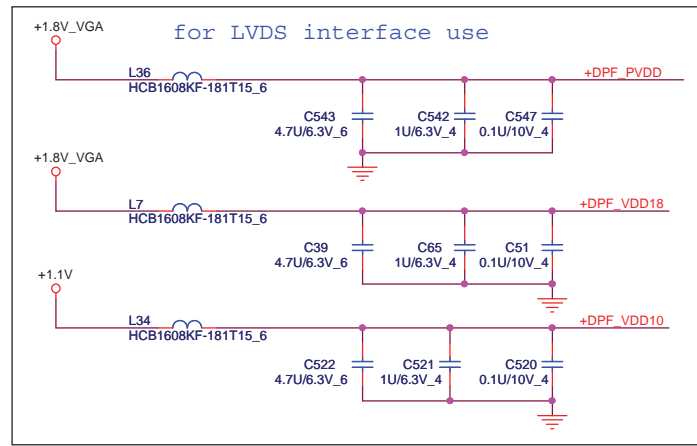 for LVDS interface use
+1.8V_VGA
L36
HCB1608KF-181T15_6
+DPF_PVDD
C543
4.7U/6.3V_6
C542
1U/6.3V_4
C547
0.1U/10V_4
+1.8V_VGA
L7
HCB1608KF-181T15_6
+DPF_VDD18
C39
4.7U/6.3V_6
C65
1U/6.3V_4
C51
0.1U/10V_4
+1.1V
L34
HCB1608KF-181T15_6
+DPF_VDD10
C522
4.7U/6.3V_6
C521
1U/6.3V_4
C520
0.1U/10V_4